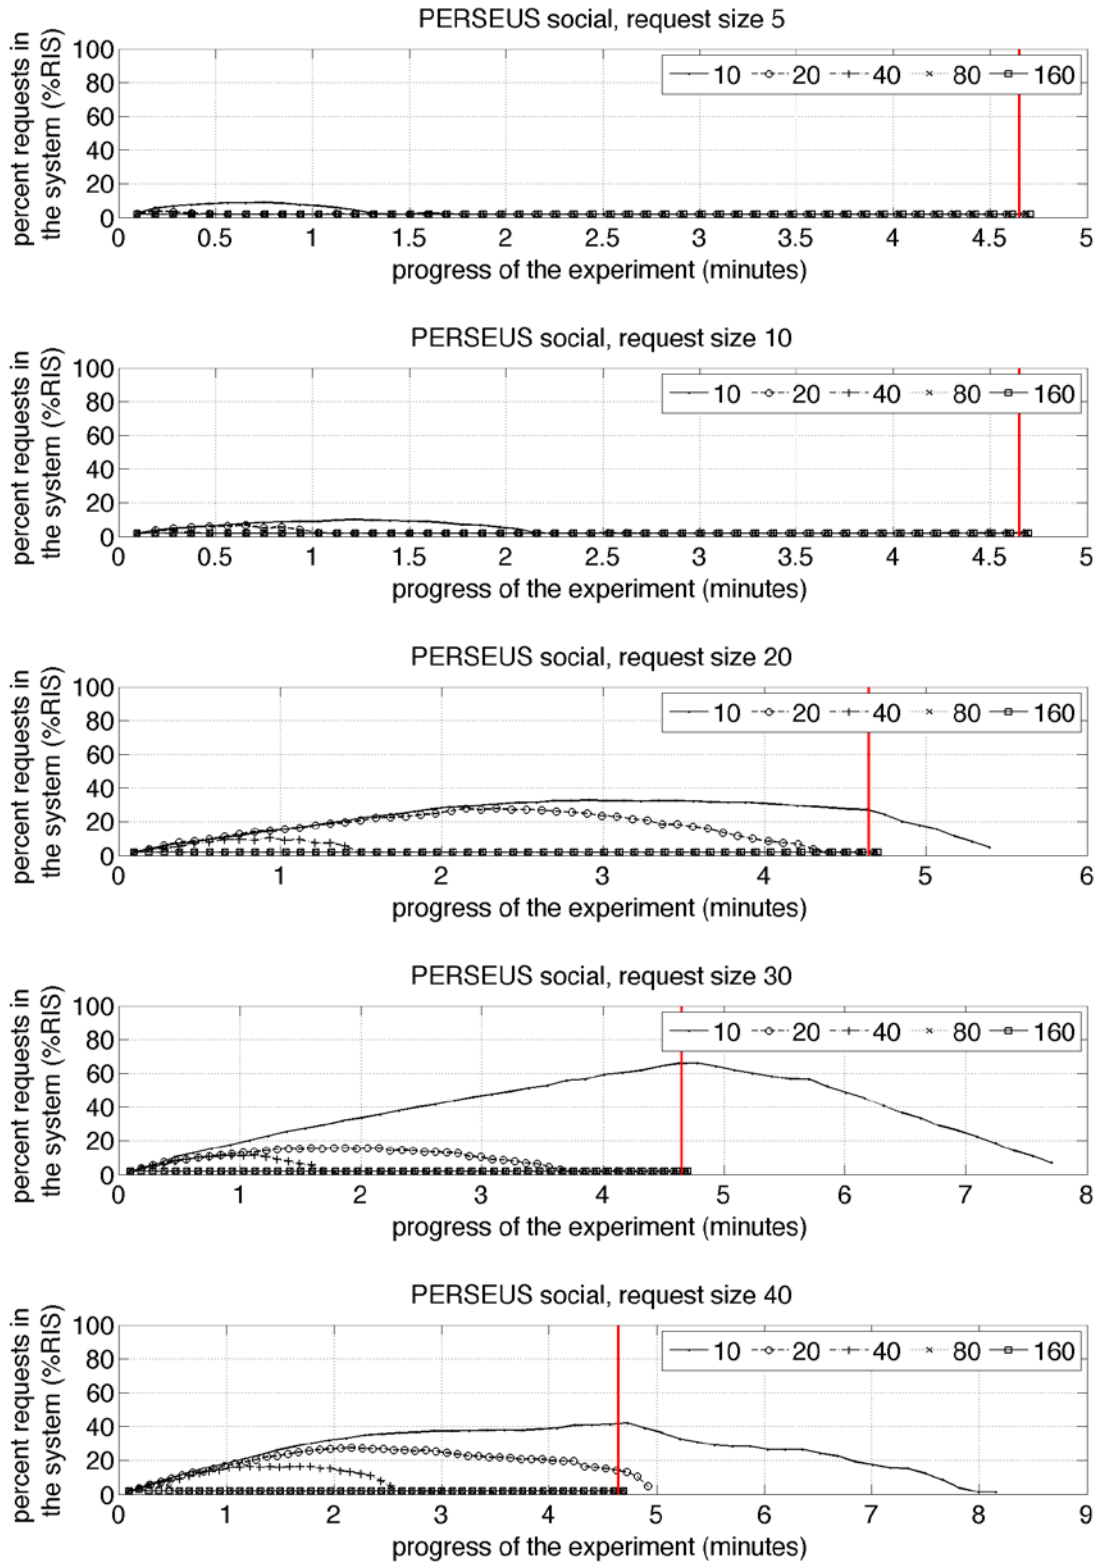 PERSEUS social, request size 5
percent requests in
the system (%RIS)
100
80
60
40
20
0
10 20 40 80 160
0 0.5 1 1.5 2 2.5 3 3.5 4 4.5 5
progress of the experiment (minutes)
PERSEUS social, request size 10
percent requests in
the system (%RIS)
100
80
60
40
20
0
10 20 40 80 160
0 0.5 1 1.5 2 2.5 3 3.5 4 4.5 5
progress of the experiment (minutes)
PERSEUS social, request size 20
percent requests in
the system (%RIS)
100
80
60
40
20
0
10 20 40 80 160
0 1 2 3 4 5 6
progress of the experiment (minutes)
PERSEUS social, request size 30
percent requests in
the system (%RIS)
100
80
60
40
20
0
10 20 40 80 160
0 1 2 3 4 5 6 7 8
progress of the experiment (minutes)
PERSEUS social, request size 40
percent requests in
the system (%RIS)
100
80
60
40
20
0
10 20 40 80 160
0 1 2 3 4 5 6 7 8 9
progress of the experiment (minutes)